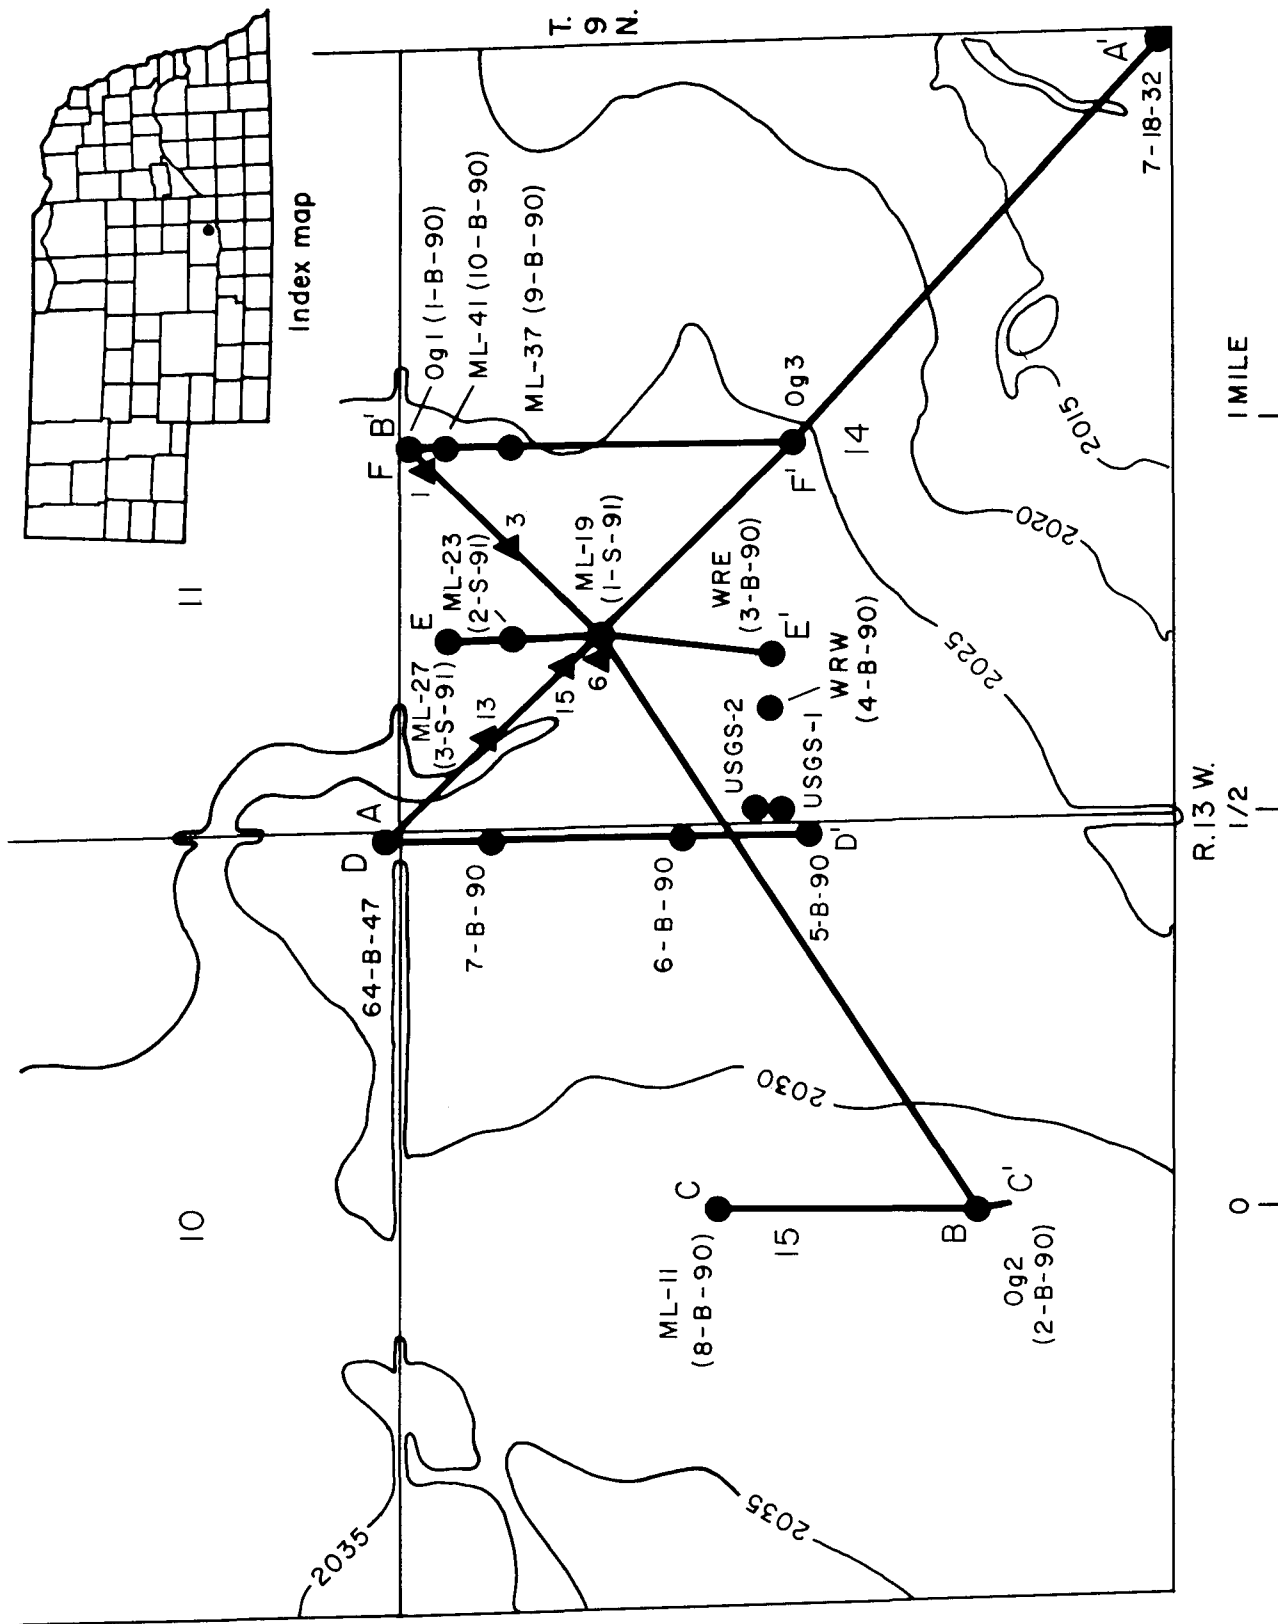 T.
9
N.
Index map
11
10
Og1 (1-B-90)
ML-41 (10-B-90)
ML-37 (9-B-90)
B'
F
1
3
E
ML-23
(2-S-91)
ML-19
(1-S-91)
ML-27
(3-S-91)
13
15
6
A
D
64-B-47
7-B-90
6-B-90
5-B-90
D'
USGS-2
USGS-1
WRW
(4-B-90)
WRE
(3-B-90)
E'
F'
Og3
14
A'
7-18-32
2015
2020
2025
2030
2035
2035
C
ML-11
(8-B-90)
15
B
C'
Og2
(2-B-90)
R.13 W.
0
1/2
1 MILE